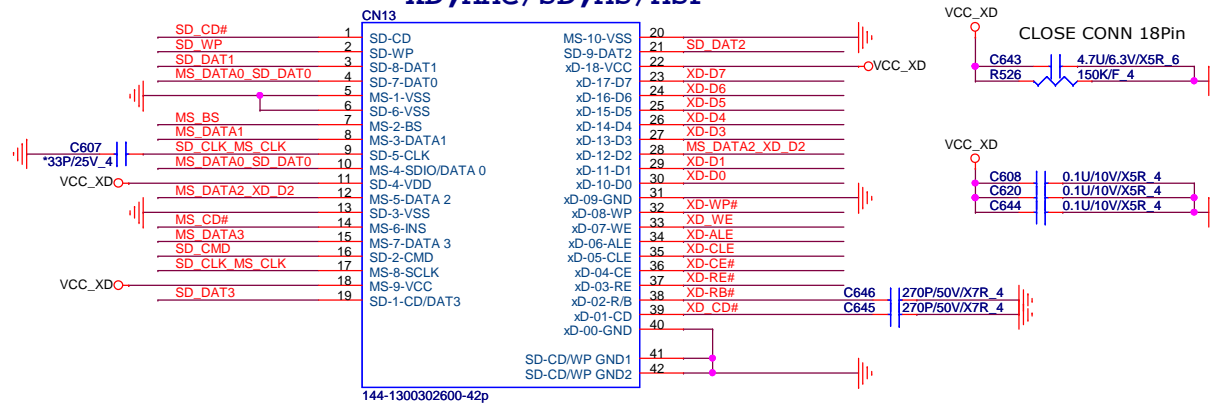 XD,MMC/SD,MS/MSP
CN13
SD_CD# 1 SD-CD
SD_WP 2 SD-WP
SD_DAT1 3 SD-8-DAT1
MS_DATA0_SD_DAT0 4 SD-7-DAT0
5 MS-1-VSS
6 SD-6-VSS
MS_BS 7 MS-2-BS
MS_DATA1 8 MS-3-DATA1
C607 *33P/25V_4
SD_CLK_MS_CLK 9 SD-5-CLK
MS_DATA0_SD_DAT0 10 MS-4-SDIO/DATA 0
VCC_XD 11 SD-4-VDD
MS_DATA2_XD_D2 12 MS-5-DATA 2
13 SD-3-VSS
MS_CD# 14 MS-6-INS
MS_DATA3 15 MS-7-DATA 3
SD_CMD 16 SD-2-CMD
SD_CLK_MS_CLK 17 MS-8-SCLK
VCC_XD 18 MS-9-VCC
SD_DAT3 19 SD-1-CD/DAT3
MS-10-VSS 20
SD-9-DAT2 21 SD_DAT2
xD-18-VCC 22 VCC_XD
xD-17-D7 23 XD-D7
xD-16-D6 24 XD-D6
xD-15-D5 25 XD-D5
xD-14-D4 26 XD-D4
xD-13-D3 27 XD-D3
xD-12-D2 28 MS_DATA2_XD_D2
xD-11-D1 29 XD-D1
xD-10-D0 30 XD-D0
xD-09-GND 31
xD-08-WP 32 XD-WP#
xD-07-WE 33 XD_WE
xD-06-ALE 34 XD-ALE
xD-05-CLE 35 XD-CLE
xD-04-CE 36 XD-CE#
xD-03-RE 37 XD-RE#
xD-02-R/B 38 XD-RB# C646 270P/50V/X7R_4
xD-01-CD 39 XD_CD# C645 270P/50V/X7R_4
xD-00-GND 40
SD-CD/WP GND1 41
SD-CD/WP GND2 42
144-1300302600-42p
VCC_XD
CLOSE CONN 18Pin
C643 4.7U/6.3V/X5R_6
R526 150K/F_4
VCC_XD
C608 0.1U/10V/X5R_4
C620 0.1U/10V/X5R_4
C644 0.1U/10V/X5R_4